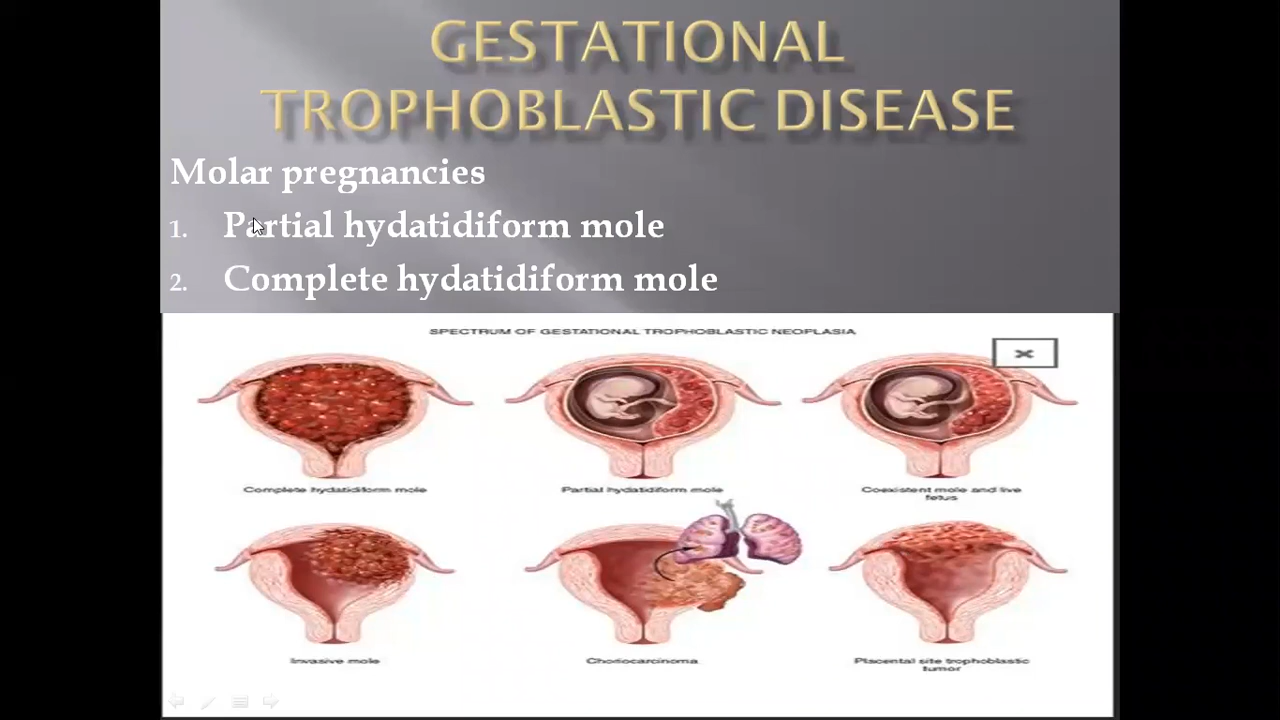 GESTATIONAL
TROPHOBLASTIC DISEASE
Molar pregnancies
1. Partial hydatidiform mole
2. Complete hydatidiform mole
SPECTRUM OF GESTATIONAL TROPHOBLASTIC NEOPLASIA
Complete hydatidiform mole
Partial hydatidiform mole
Coexistent mole and live
fetus
Invasive mole
Choriocarcinoma
Placental site trophoblastic
tumor